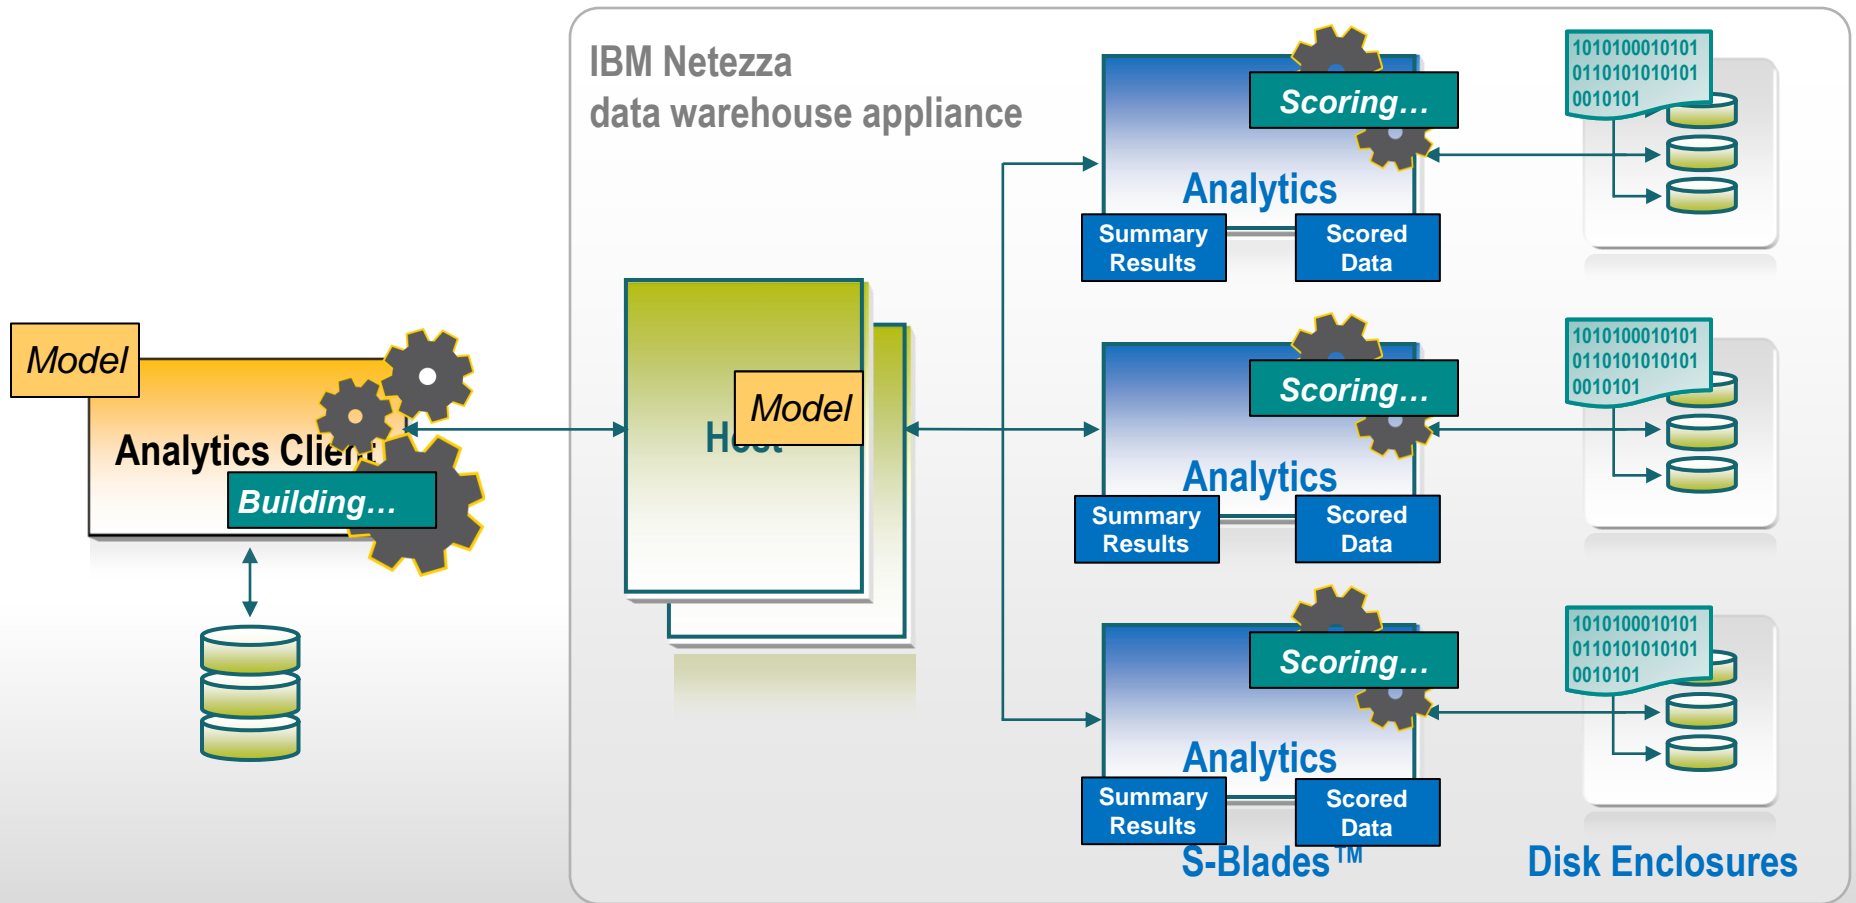 IBM Netezza
data warehouse appliance
Model
Analytics Client
Building...
Host
Model
Scoring...
Analytics
Summary
Results
Scored
Data
1010100010101
0110101010101
0010101
Scoring...
Analytics
Summary
Results
Scored
Data
1010100010101
0110101010101
0010101
Scoring...
Analytics
Summary
Results
Scored
Data
1010100010101
0110101010101
0010101
S-Blades™
Disk Enclosures